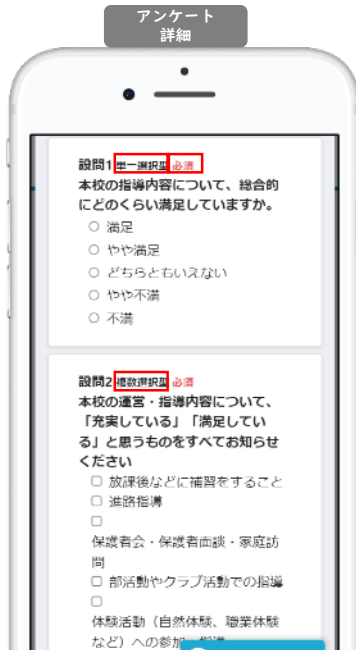 アンケート
詳細
設問1 単一選択型 必須
本校の指導内容について、総合的
にどのくらい満足していますか。
満足
やや満足
どちらともいえない
やや不満
不満
設問2 複数選択型 必須
本校の運営・指導内容について、
「充実している」「満足してい
る」と思うものをすべてお知らせ
ください
放課後などに補習をすること
進路指導
保護者会・保護者面談・家庭訪
問
部活動やクラブ活動での指導
体験活動（自然体験、職業体験
など）への参加